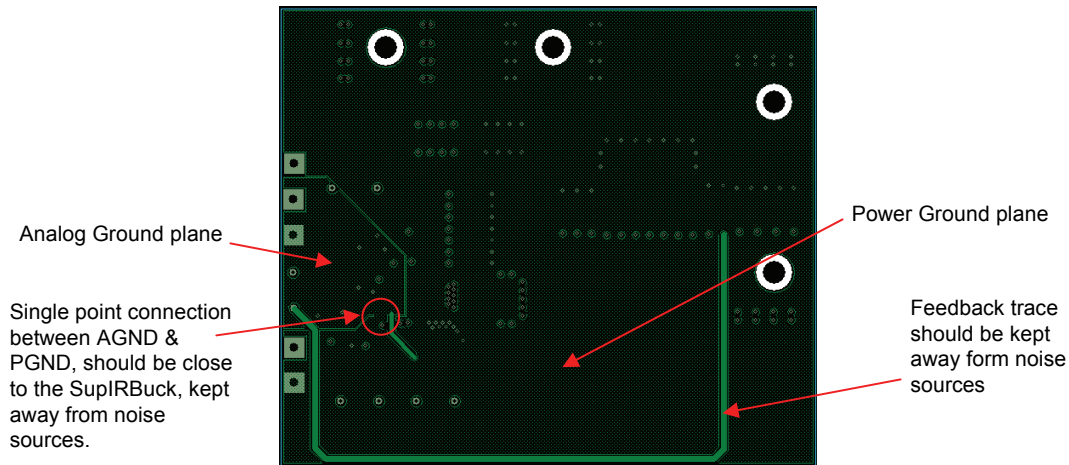 Analog Ground plane
Single point connection
between AGND &
PGND, should be close
to the SupIRBuck, kept
away from noise
sources.
Power Ground plane
Feedback trace
should be kept
away form noise
sources